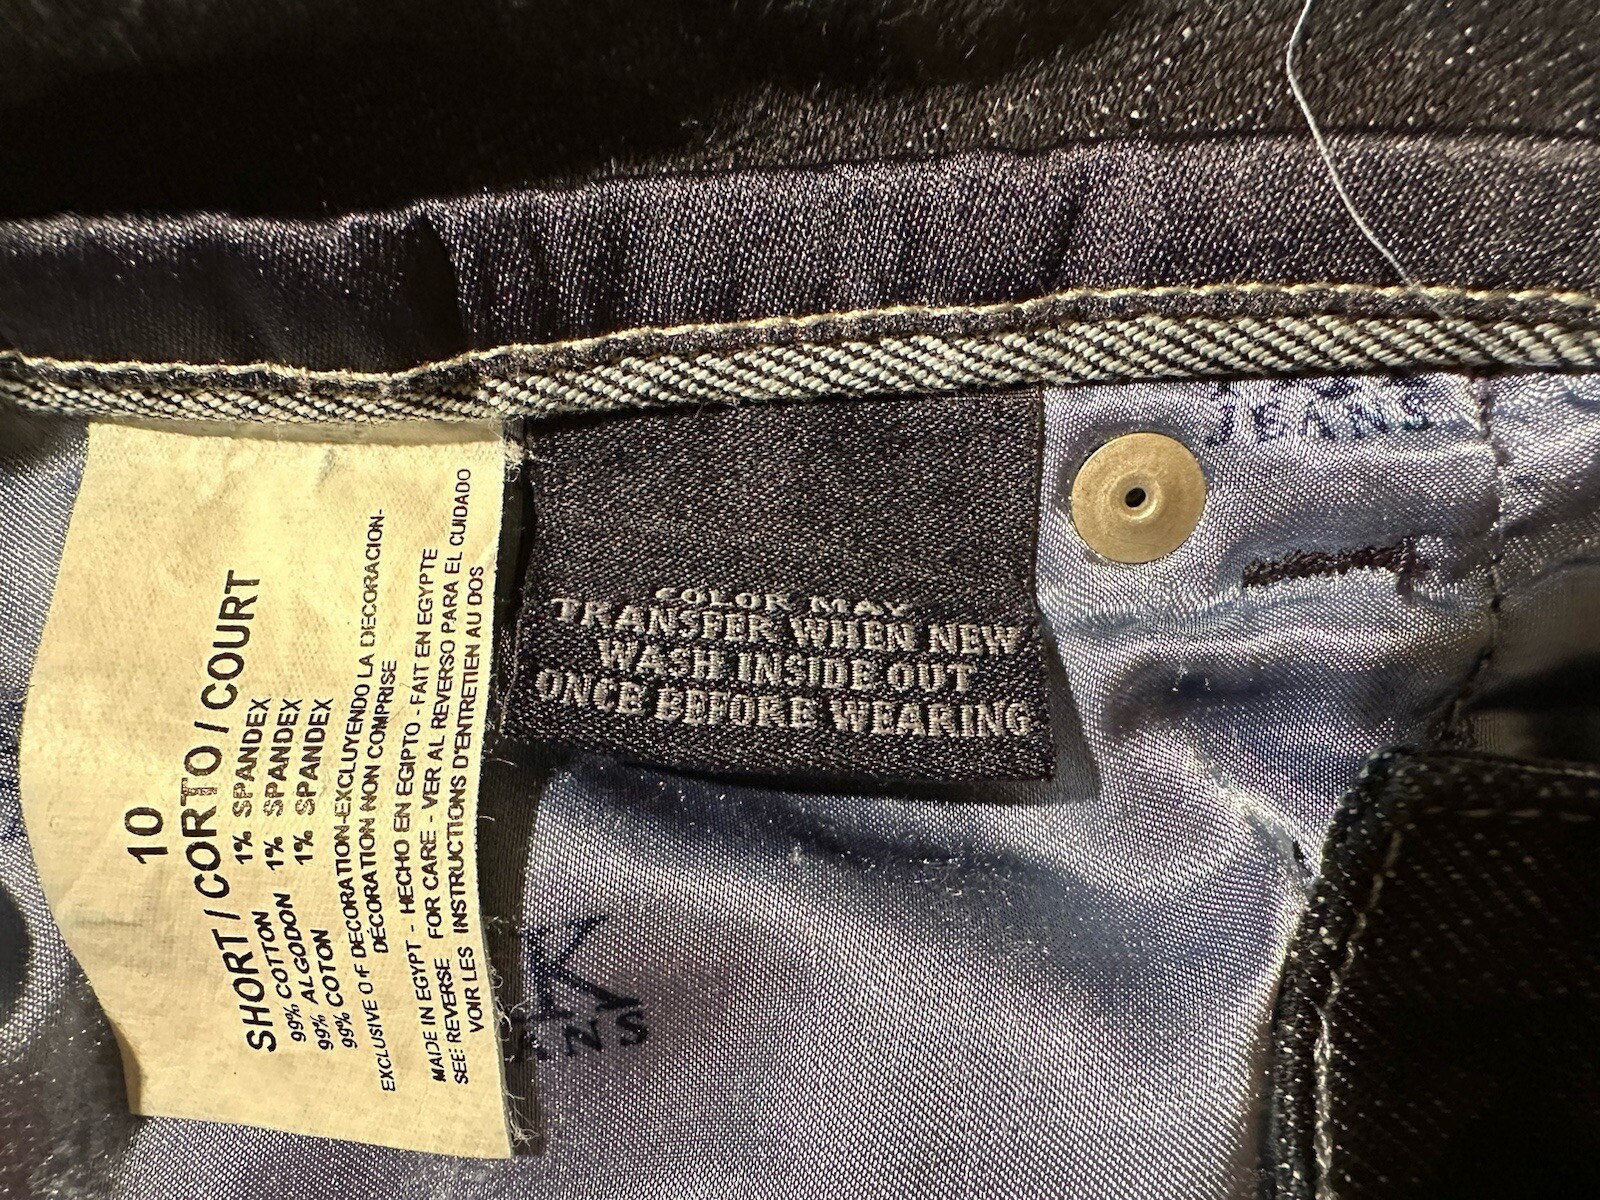 10
SHORT / CORTO / COURT
99% COTTON 1% SPANDEX
99% ALGODON 1% SPANDEX
99% COTON 1% SPANDEX
EXCLUSIVE OF DECORATION-EXCLUYENDO LA DECORACION-
DÉCORATION NON COMPRISE
MADE IN EGYPT - HECHO EN EGIPTO - FAIT EN EGYPTE
SEE REVERSE FOR CARE - VER AL REVERSO PARA EL CUIDADO
VOIR LES INSTRUCTIONS D'ENTRETIEN AU DOS
COLOR MAY
TRANSFER WHEN NEW
WASH INSIDE OUT
ONCE BEFORE WEARING
JEANS
K
NS